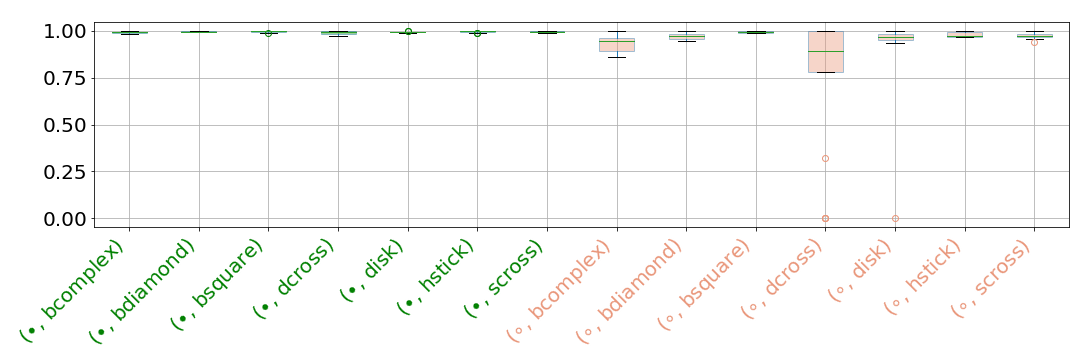 1.00
0.75
0.50
0.25
0.00
(•, bcomplex)
(•, bdiamond)
(•, bsquare)
(•, dcross)
(•, disk)
(•, hstick)
(•, scross)
(∘, bcomplex)
(∘, bdiamond)
(∘, bsquare)
(∘, dcross)
(∘, disk)
(∘, hstick)
(∘, scross)